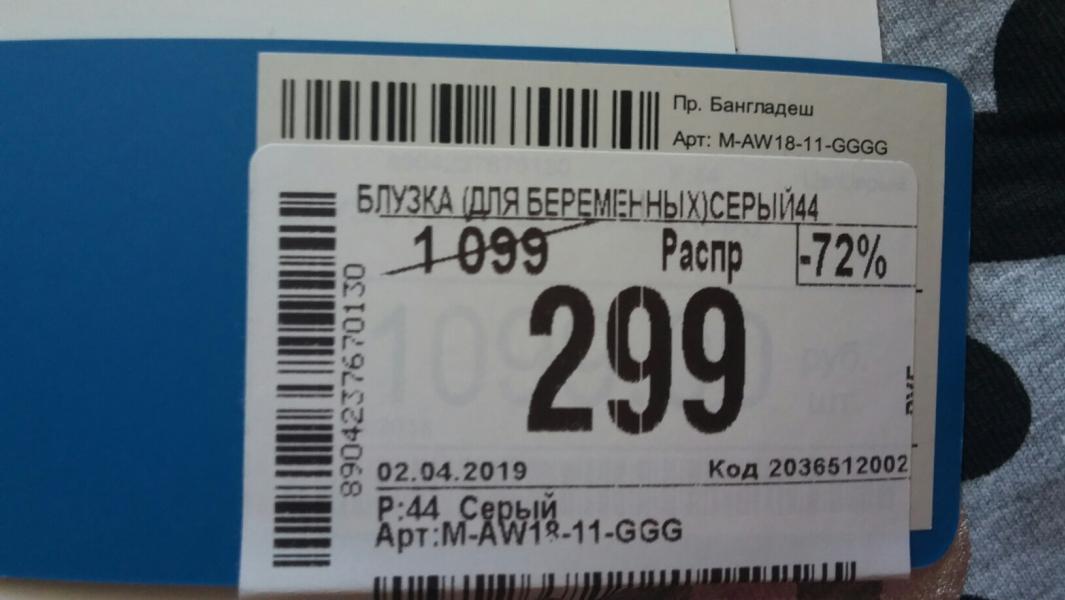 Пр. Бангладеш
Арт: M-AW18-11-GGGG
БЛУЗКА (ДЛЯ БЕРЕМЕННЫХ)СЕРЫЙ44
1 099 Распр -72%
299
8904237670130
02.04.2019 Код 2036512002
Р:44 Серый
Арт:M-AW18-11-GGG